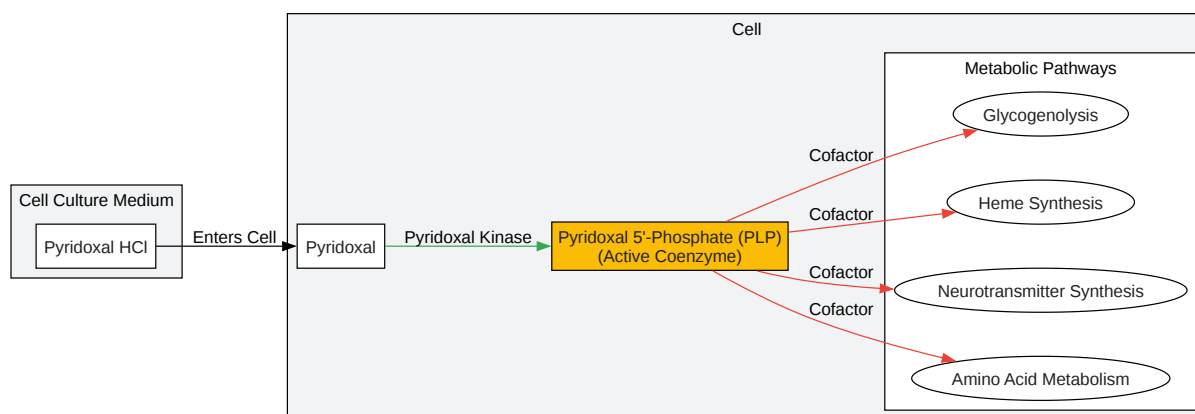 Cell
Metabolic Pathways
Glycogenolysis
Cofactor
Cell Culture Medium
Heme Synthesis
Cofactor
Pyridoxal HCl
Enters Cell
Pyridoxal
Pyridoxal Kinase
Pyridoxal 5'-Phosphate (PLP)
(Active Coenzyme)
Cofactor
Neurotransmitter Synthesis
Cofactor
Amino Acid Metabolism